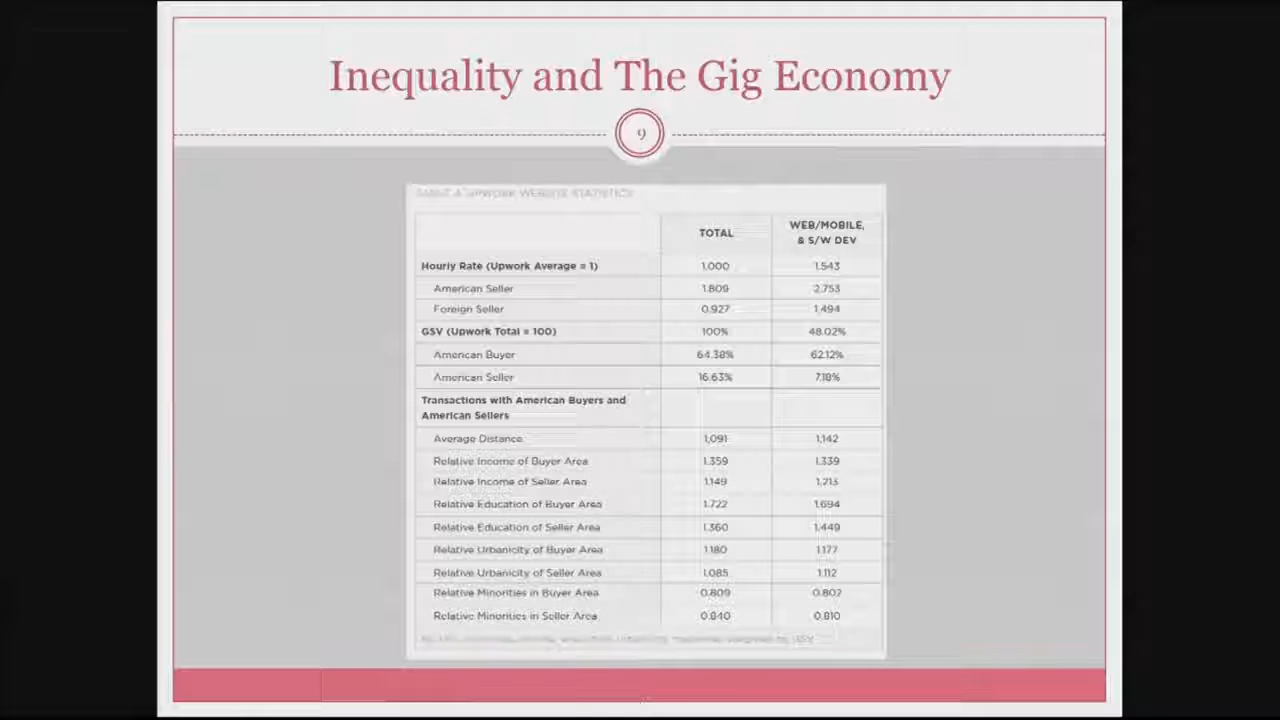 Inequality and The Gig Economy
9
UPWORK WEBSITE STATISTICS
TOTAL
WEB/MOBILE,
& S/W DEV
Hourly Rate (Upwork Average = 1) 1.000 1.543
American Seller 1.809 2.753
Foreign Seller 0.927 1.494
GSV (Upwork Total = 100) 100% 48.02%
American Buyer 64.38% 62.12%
American Seller 16.63% 7.18%
Transactions with American Buyers and
American Sellers
Average Distance 1,091 1,142
Relative Income of Buyer Area 1.359 1.339
Relative Income of Seller Area 1.149
Relative Education of Buyer Area 1.722 1.694
Relative Education of Seller Area 1.360 1.449
Relative Urbanicity of Buyer Area 1.180 1.177
Relative Urbanicity of Seller Area 1.085 1.112
Relative Minorities in Buyer Area 0.809 0.802
Relative Minorities in Seller Area 0.840 0.810